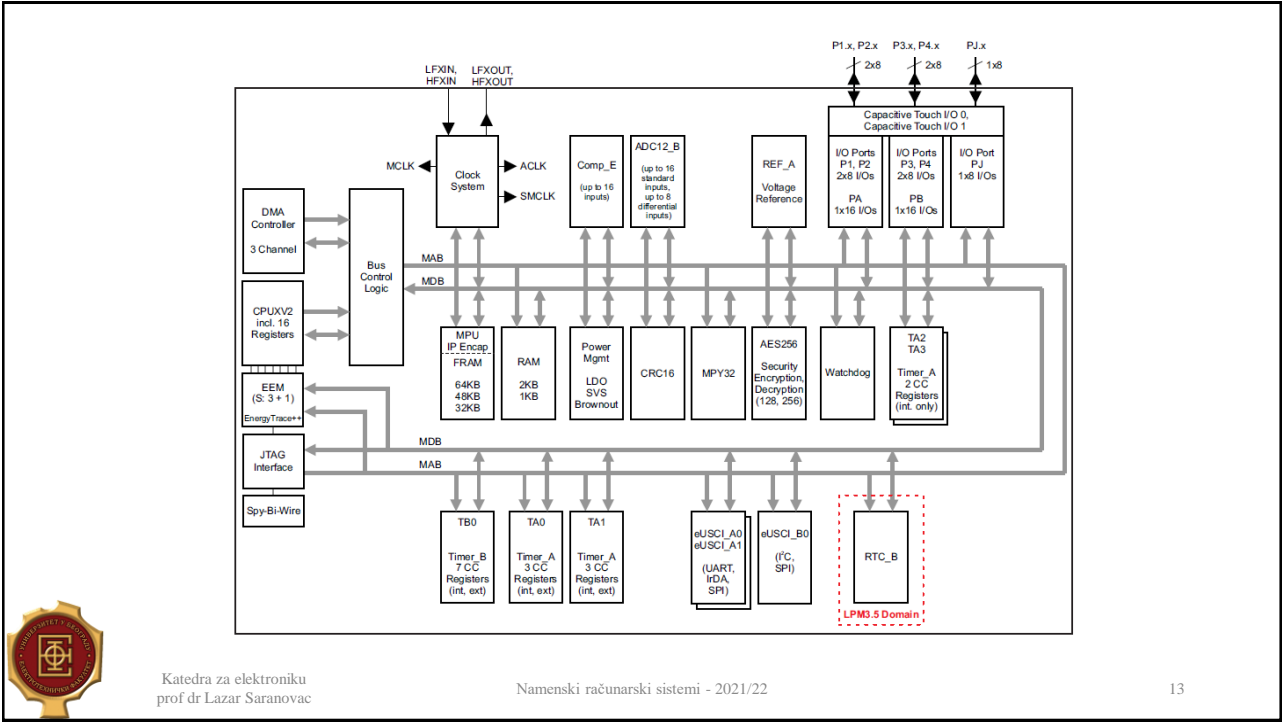 P1.x, P2.x
P3.x, P4.x
PJ.x
2x8
2x8
1x8
LFXIN,
HFXIN
LFXOUT,
HFXOUT
Capacitive Touch I/O 0,
Capacitive Touch I/O 1
MCLK
Clock
System
ACLK
SMCLK
Comp_E
(up to 16
inputs)
ADC12_B
(up to 16
standard
inputs,
up to 8
differential
inputs)
REF_A
Voltage
Reference
I/O Ports
P1, P2
2x8 I/Os
PA
1x16 I/Os
I/O Ports
P3, P4
2x8 I/Os
PB
1x16 I/Os
I/O Port
PJ
1x8 I/Os
DMA
Controller
3 Channel
Bus
Control
Logic
MAB
MDB
CPUXV2
incl. 16
Registers
MPU
IP Encap
FRAM
64KB
48KB
32KB
RAM
2KB
1KB
Power
Mgmt
LDO
SVS
Brownout
CRC16
MPY32
AES256
Security
Encryption,
Decryption
(128, 256)
Watchdog
TA2
TA3
Timer_A
2 CC
Registers
(int. only)
EEM
(S: 3 + 1)
EnergyTrace++
MDB
MAB
JTAG
Interface
Spy-Bi-Wire
TB0
Timer_B
7 CC
Registers
(int, ext)
TA0
Timer_A
3 CC
Registers
(int, ext)
TA1
Timer_A
3 CC
Registers
(int, ext)
eUSCI_A0
eUSCI_A1
(UART,
IrDA,
SPI)
eUSCI_B0
(I²C,
SPI)
RTC_B
LPM3.5 Domain
УНИВЕРЗИТЕТ У БЕОГРАДУ
ЕЛЕКТРОТЕХНИЧКИ ФАКУЛТЕТ
Katedra za elektroniku
prof dr Lazar Saranovac
Namenski računarski sistemi - 2021/22
13